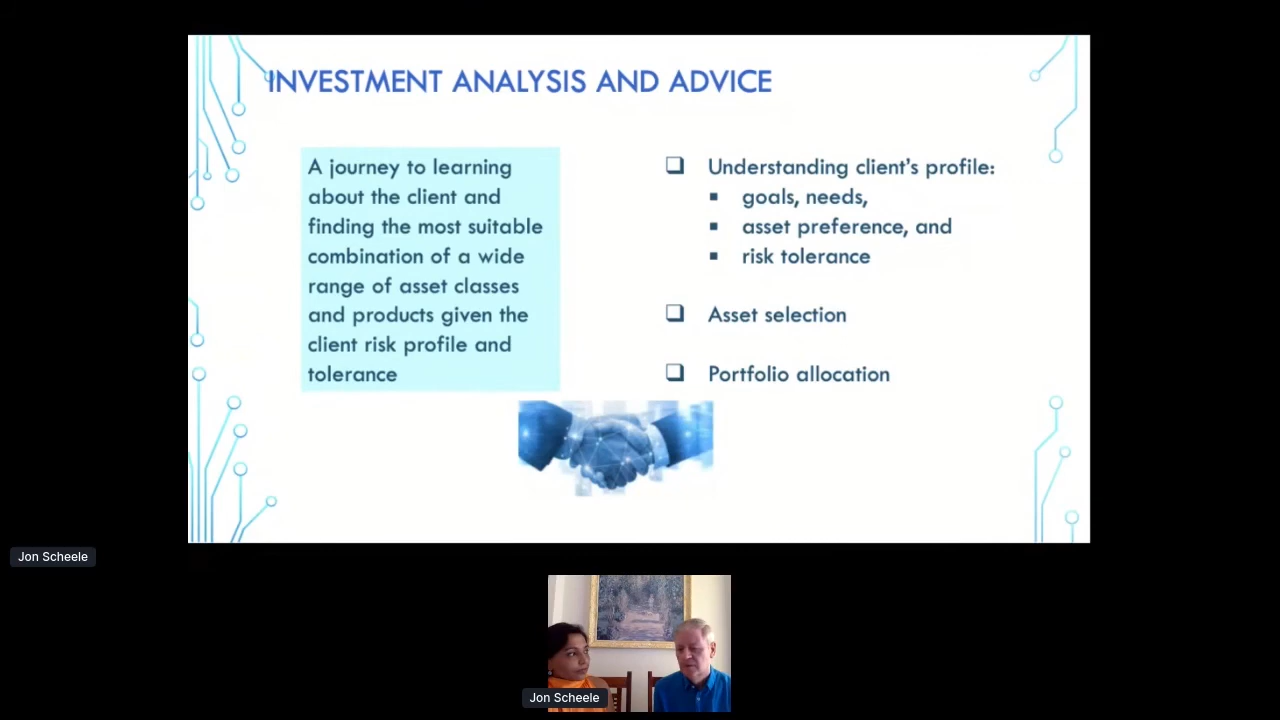 INVESTMENT ANALYSIS AND ADVICE
A journey to learning
about the client and
finding the most suitable
combination of a wide
range of asset classes
and products given the
client risk profile and
tolerance
Understanding client's profile:
goals, needs,
asset preference, and
risk tolerance
Asset selection
Portfolio allocation
Jon Scheele
Jon Scheele